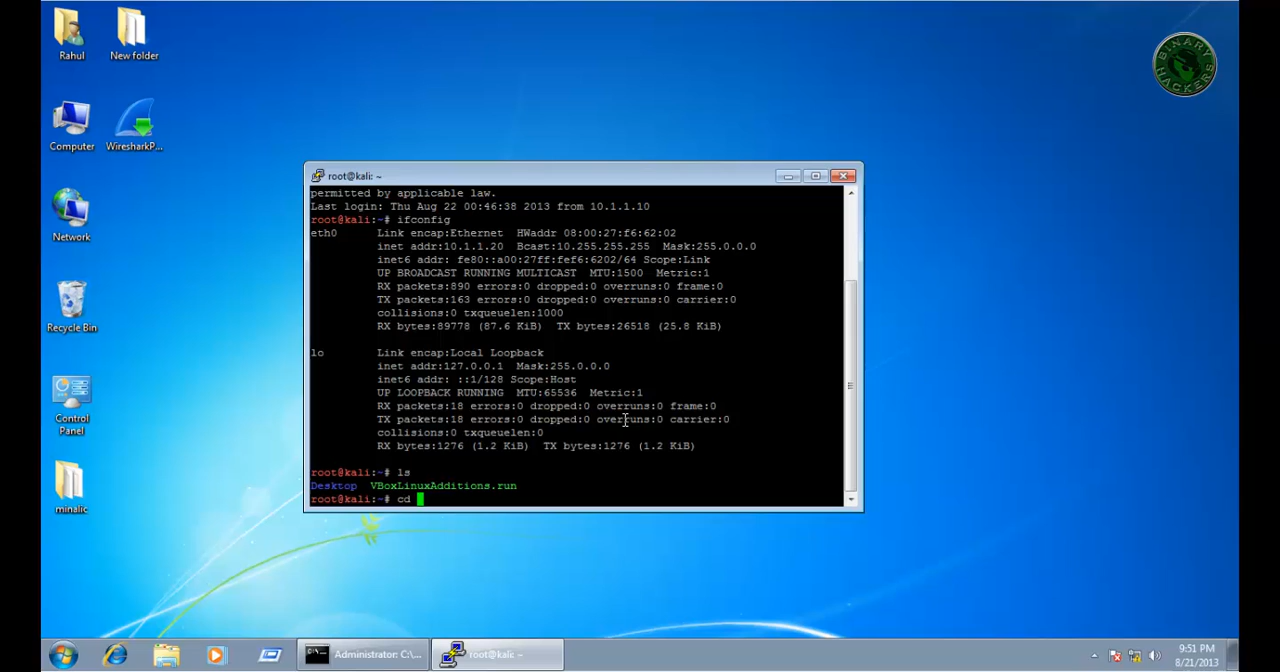 Rahul
New folder
BINARY
HACKERS
Computer
WiresharkP...
Network
Recycle Bin
Control
Panel
minalic
root@kali: ~
permitted by applicable law.
Last login: Thu Aug 22 00:46:38 2013 from 10.1.1.10
root@kali:~# ifconfig
eth0      Link encap:Ethernet  HWaddr 08:00:27:f6:62:02
          inet addr:10.1.1.20  Bcast:10.255.255.255  Mask:255.0.0.0
          inet6 addr: fe80::a00:27ff:fef6:6202/64 Scope:Link
          UP BROADCAST RUNNING MULTICAST  MTU:1500  Metric:1
          RX packets:890 errors:0 dropped:0 overruns:0 frame:0
          TX packets:163 errors:0 dropped:0 overruns:0 carrier:0
          collisions:0 txqueuelen:1000
          RX bytes:89778 (87.6 KiB)  TX bytes:26518 (25.8 KiB)
lo        Link encap:Local Loopback
          inet addr:127.0.0.1  Mask:255.0.0.0
          inet6 addr: ::1/128 Scope:Host
          UP LOOPBACK RUNNING  MTU:65536  Metric:1
          RX packets:18 errors:0 dropped:0 overruns:0 frame:0
          TX packets:18 errors:0 dropped:0 overruns:0 carrier:0
          collisions:0 txqueuelen:0
          RX bytes:1276 (1.2 KiB)  TX bytes:1276 (1.2 KiB)
root@kali:~# ls
Desktop  VBoxLinuxAdditions.run
root@kali:~# cd
Administrator: C:\...
root@kali: ~
9:51 PM
8/21/2013